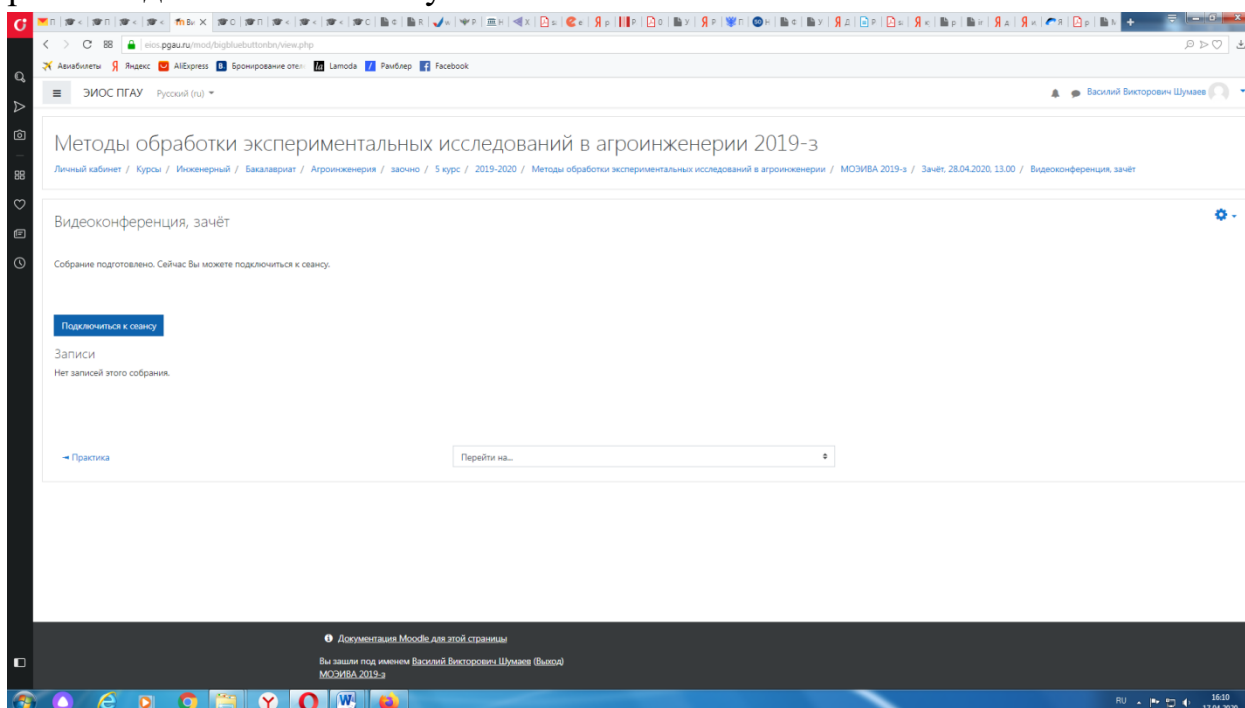 eios.pgau.ru/mod/bigbluebuttonbn/view.php
Авиабилеты Яндекс AliExpress Бронирование отел Lamoda Рамблер Facebook
ЭИОС ПГАУ Русский (ru) Василий Викторович Шумаев
Методы обработки экспериментальных исследований в агроинженерии 2019-з
Личный кабинет / Курсы / Инженерный / Бакалавриат / Агроинженерия / заочно / 5 курс / 2019-2020 / Методы обработки экспериментальных исследований в агроинженерии / МОЭИВА 2019-з / Зачёт, 28.04.2020, 13.00 / Видеоконференция, зачёт
Видеоконференция, зачёт
Собрание подготовлено. Сейчас Вы можете подключиться к сеансу.
Подключиться к сеансу
Записи
Нет записей этого собрания.
◄ Практика Перейти на...
Документация Moodle для этой страницы
Вы зашли под именем Василий Викторович Шумаев (Выход)
МОЭИВА 2019-з
RU 16:10
17.04.2020